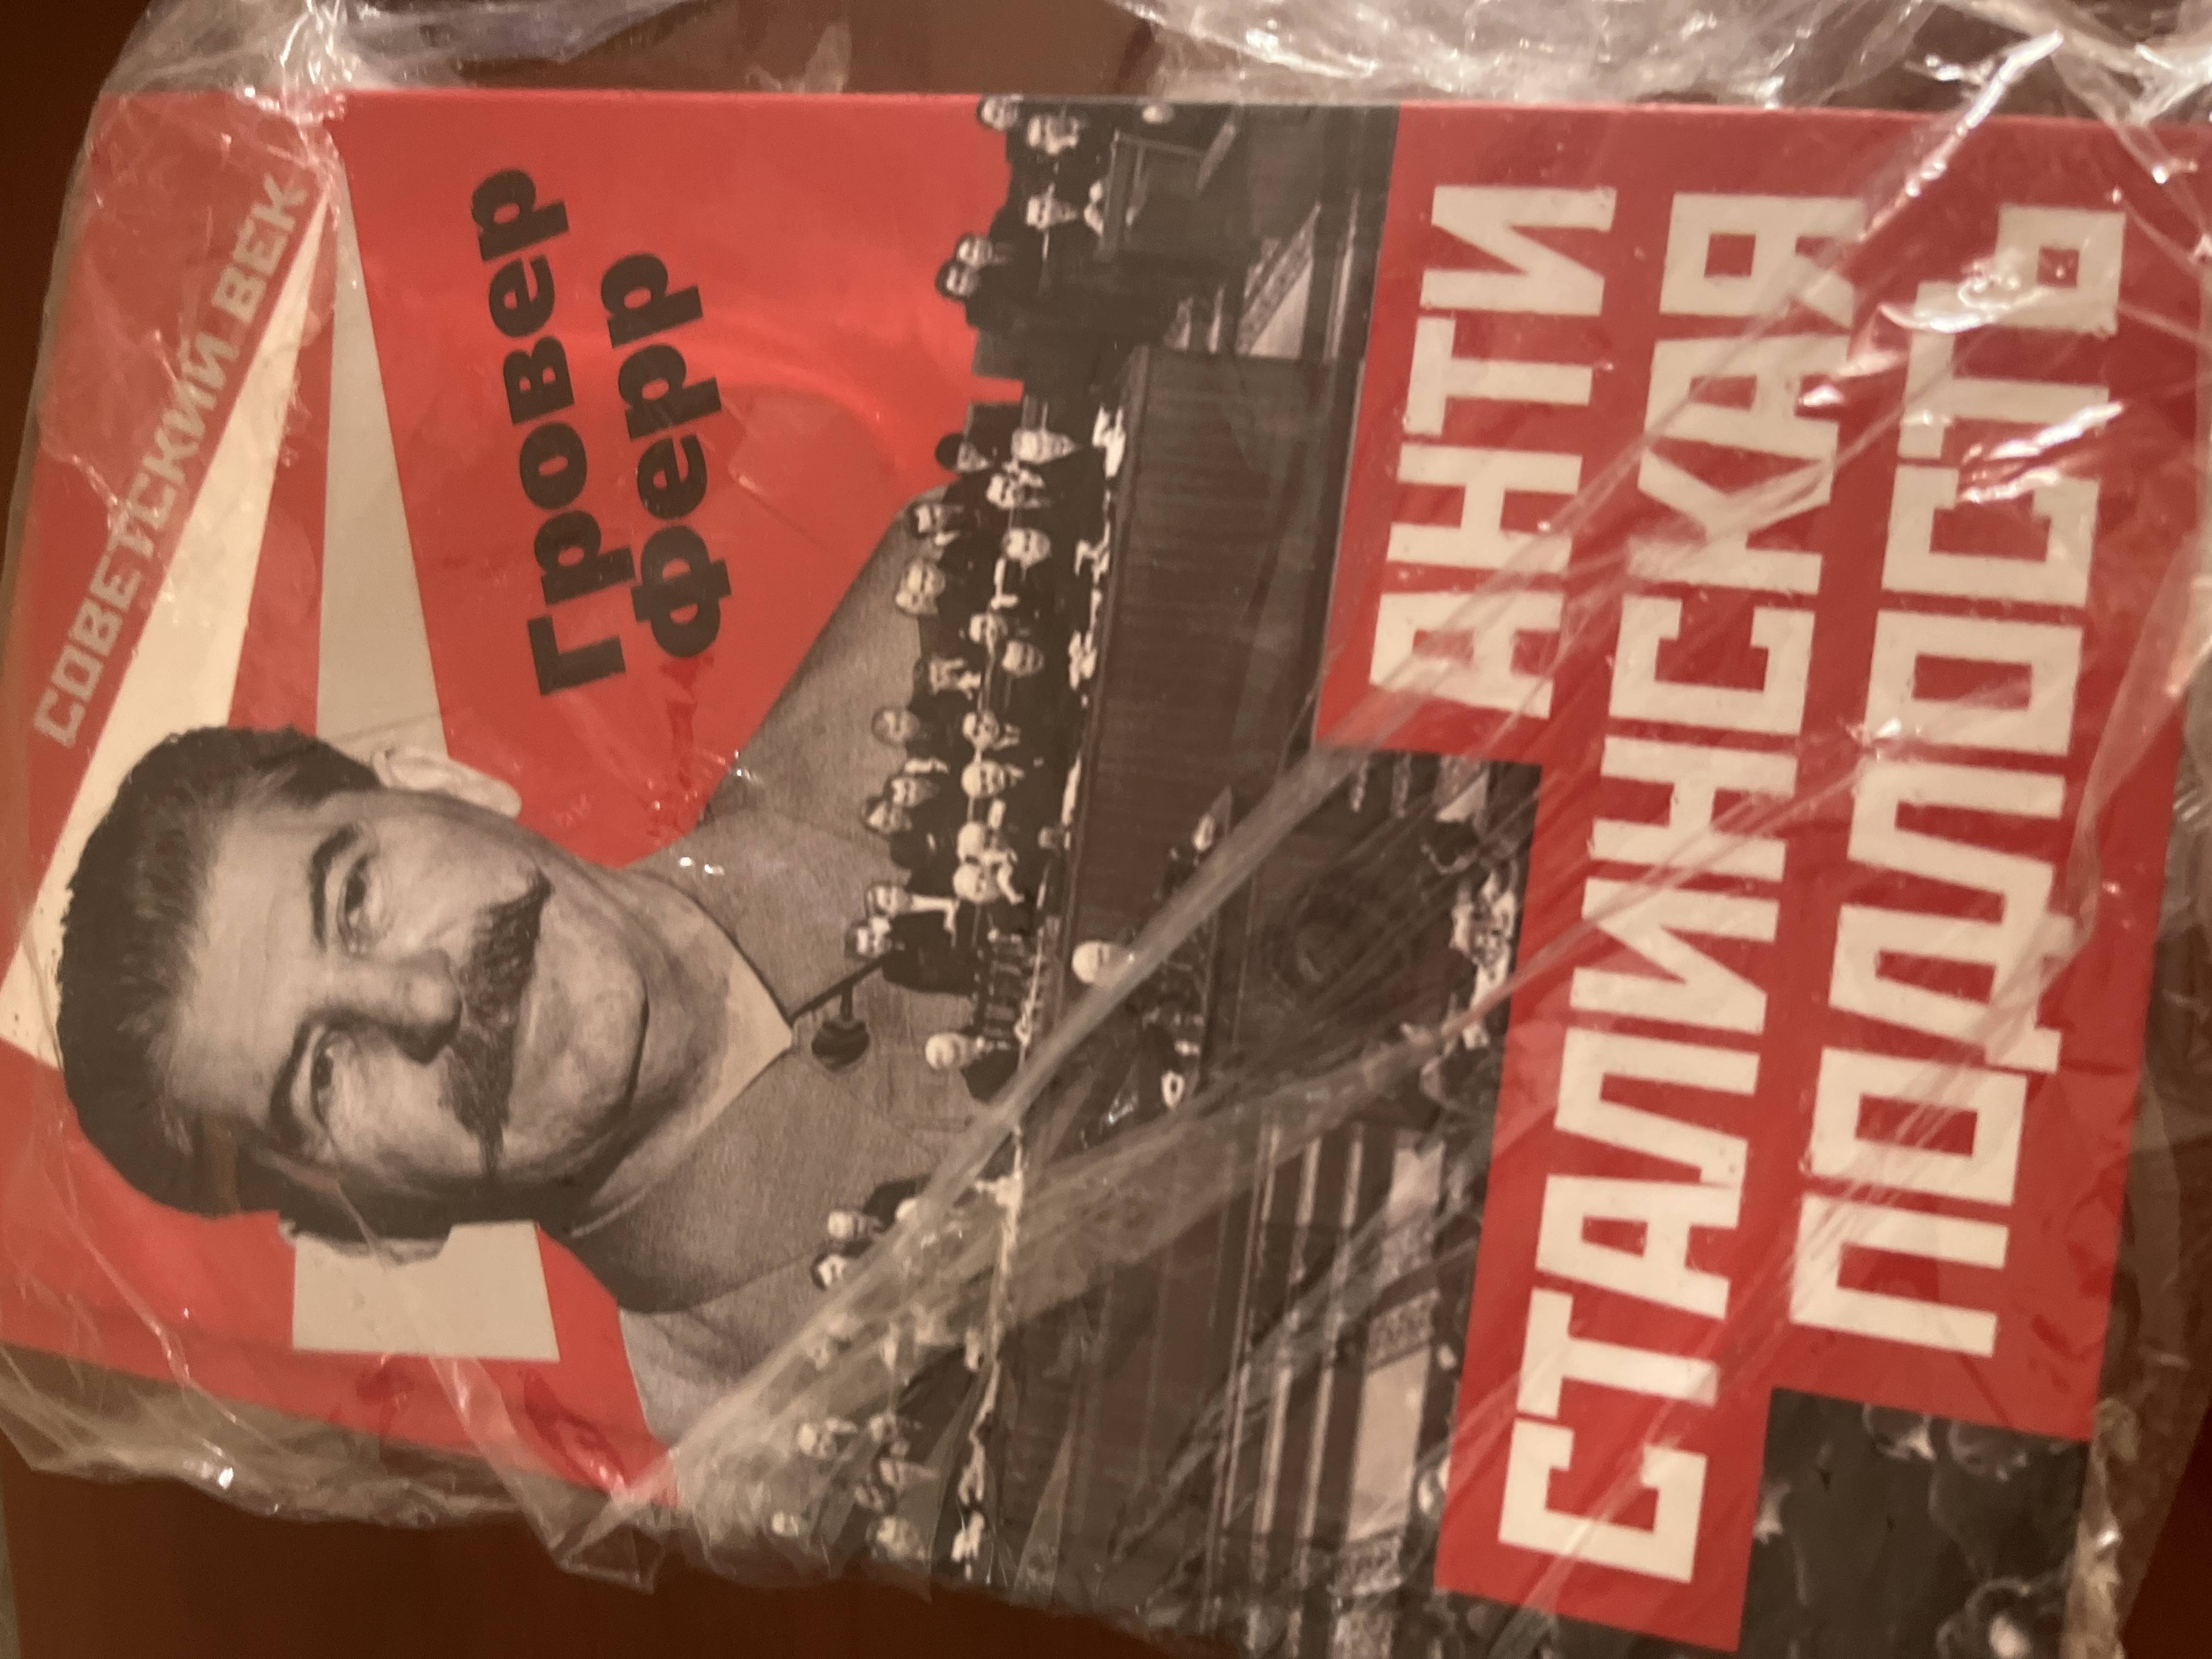 СОВЕТСКИЙ ВЕК
Гровер
Ферр
АНТИ
СТАЛИНСКАЯ
ПОДЛОСТЬ